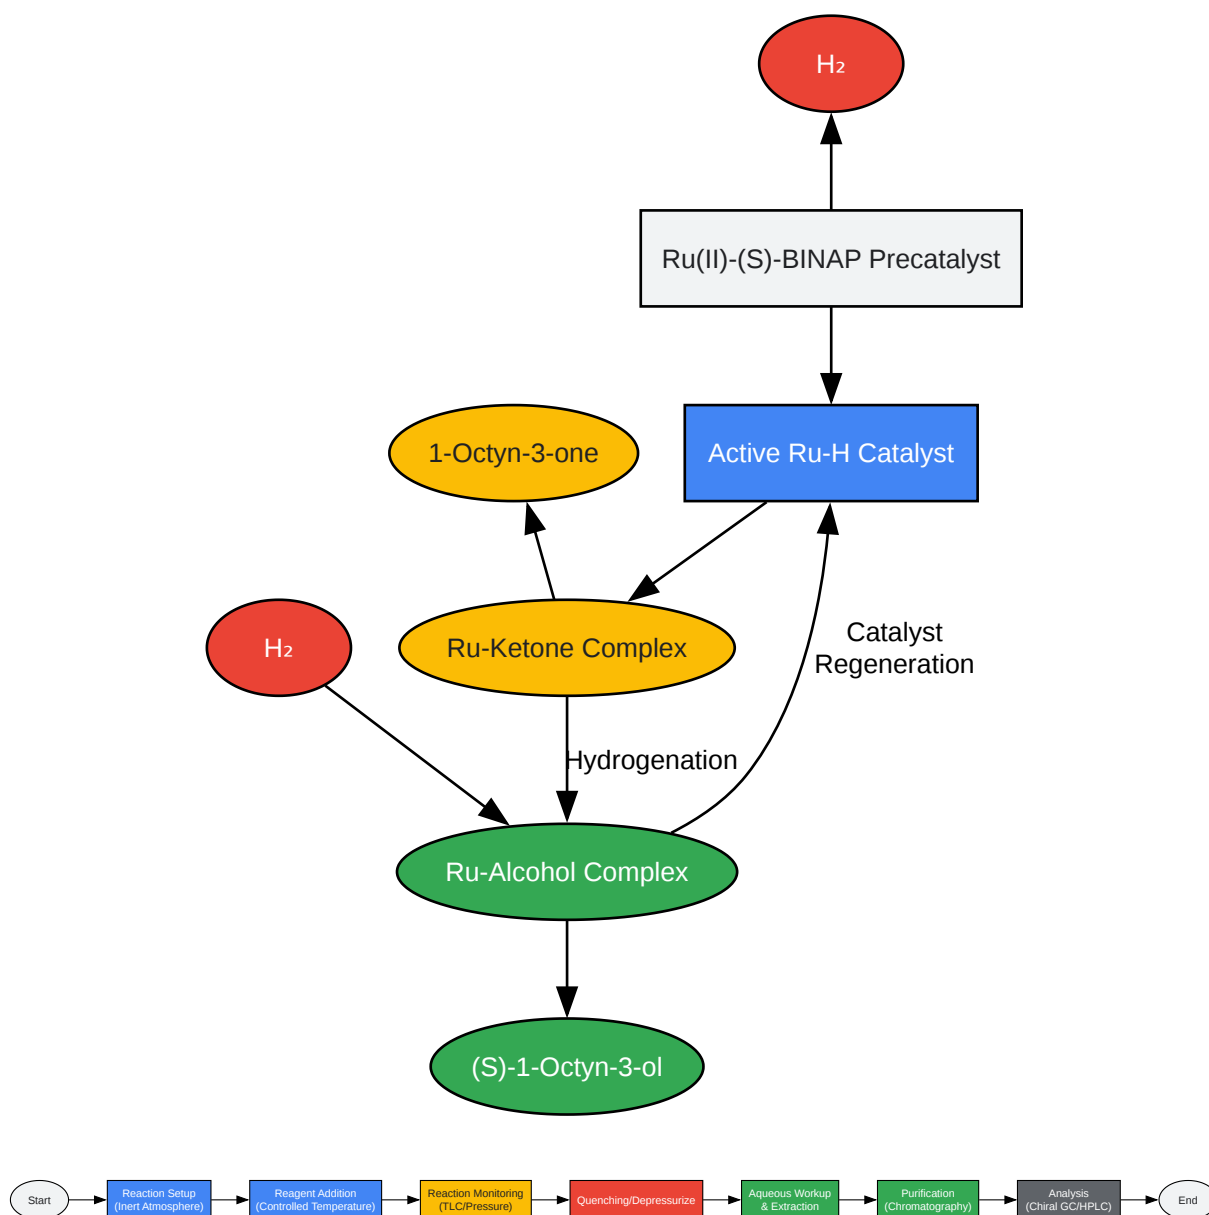 H₂
Ru(II)-(S)-BINAP Precatalyst
1-Octyn-3-one
Active Ru-H Catalyst
H₂
Ru-Ketone Complex
Catalyst
Regeneration
Hydrogenation
Ru-Alcohol Complex
(S)-1-Octyn-3-ol
Start
Reaction Setup
(Inert Atmosphere)
Reagent Addition
(Controlled Temperature)
Reaction Monitoring
(TLC/Pressure)
Quenching/Depressurize
Aqueous Workup
& Extraction
Purification
(Chromatography)
Analysis
(Chiral GC/HPLC)
End